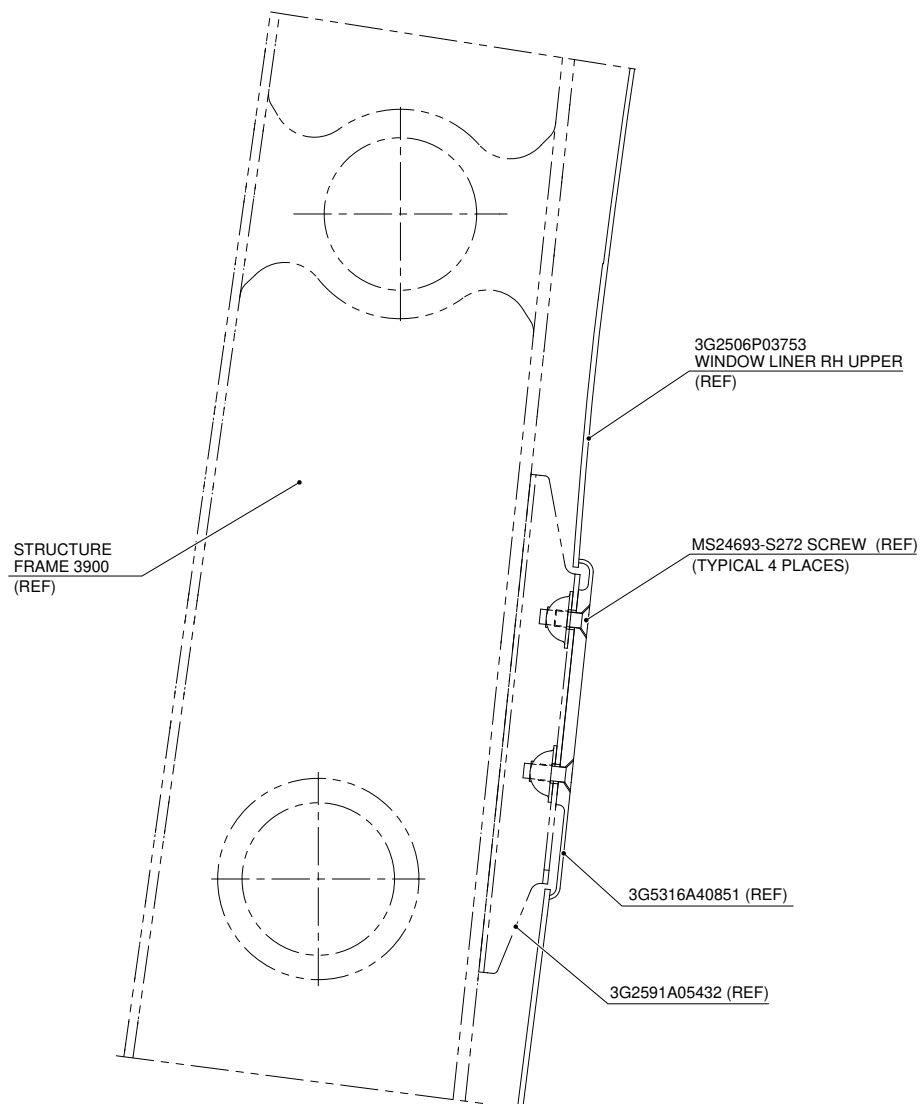 3G2506P03753
WINDOW LINER RH UPPER
(REF)
STRUCTURE
FRAME 3900
(REF)
MS24693-S272 SCREW (REF)
(TYPICAL 4 PLACES)
3G5316A40851 (REF)
3G2591A05432 (REF)